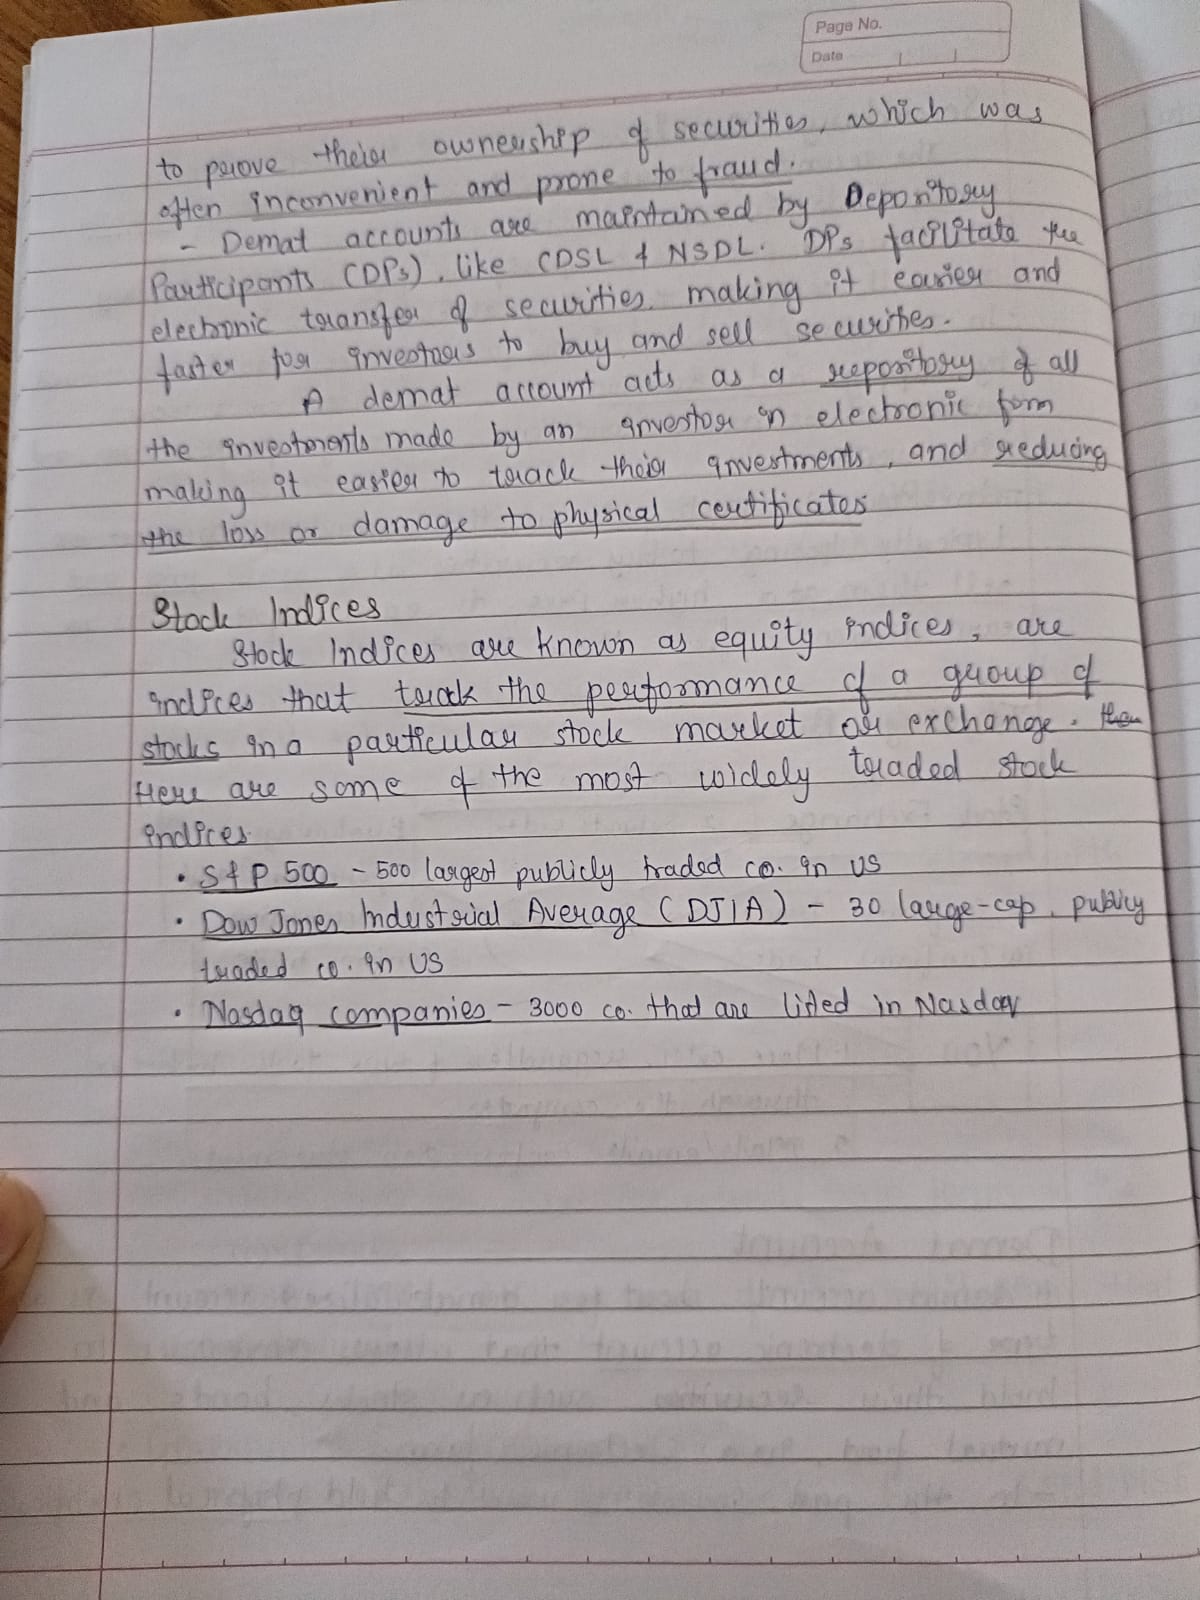 Page No.
Date
to prove their ownership of securities, which was
often inconvenient and prone to fraud.
- Demat accounts are maintained by Depository
Participants (DPs), like CDSL & NSDL. DPs facilitate the
electronic transfer of securities, making it easier and
faster for investors to buy and sell securities.
A demat account acts as a repository of all
the investments made by an investor in electronic form
making it easier to track their investments, and reducing
the loss or damage to physical certificates
Stock Indices
Stock Indices are known as equity indices, are
indices that track the performance of a group of
stocks in a particular stock market or exchange.
Here are some of the most widely traded stock
indices.
• S&P 500 - 500 largest publicly traded co. in US
• Dow Jones Industrial Average (DJIA) - 30 large-cap, publicy
traded co. in US
• Nasdaq companies - 3000 co. that are listed in Nasdaq